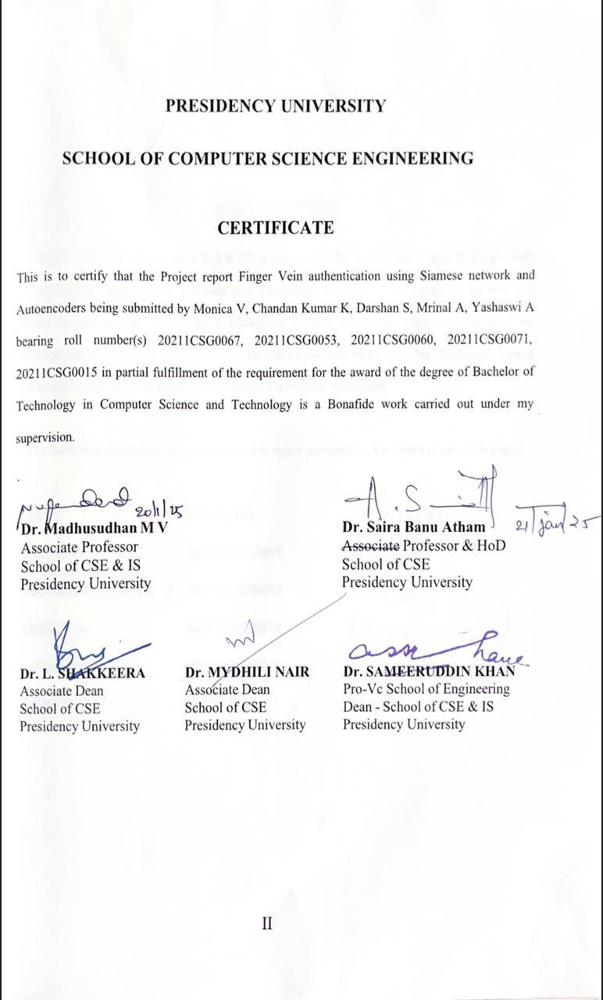 PRESIDENCY UNIVERSITY
SCHOOL OF COMPUTER SCIENCE ENGINEERING
CERTIFICATE
This is to certify that the Project report Finger Vein authentication using Siamese network and
Autoencoders being submitted by Monica V, Chandan Kumar K, Darshan S, Mrinal A, Yashaswi A
bearing roll number(s) 20211CSG0067, 20211CSG0053, 20211CSG0060, 20211CSG0071,
20211CSG0015 in partial fulfillment of the requirement for the award of the degree of Bachelor of
Technology in Computer Science and Technology is a Bonafide work carried out under my
supervision.
20/1/25
Dr. Madhusudhan M V
Associate Professor
School of CSE & IS
Presidency University
21/Jan/25
Dr. Saira Banu Atham
Associate Professor & HoD
School of CSE
Presidency University
Dr. L. SHAKKEERA
Associate Dean
School of CSE
Presidency University
Dr. MYDHILI NAIR
Associate Dean
School of CSE
Presidency University
Dr. SAMEERUDDIN KHAN
Pro-Vc School of Engineering
Dean - School of CSE & IS
Presidency University
II